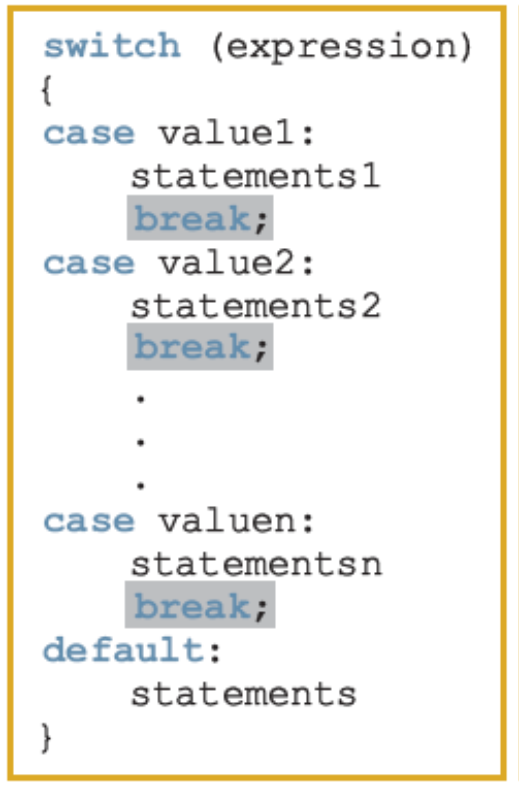 switch (expression)
{
case value1:
statements1
break;
case value2:
statements2
break;
.
.
.
case valuen:
statementsn
break;
default:
statements
}